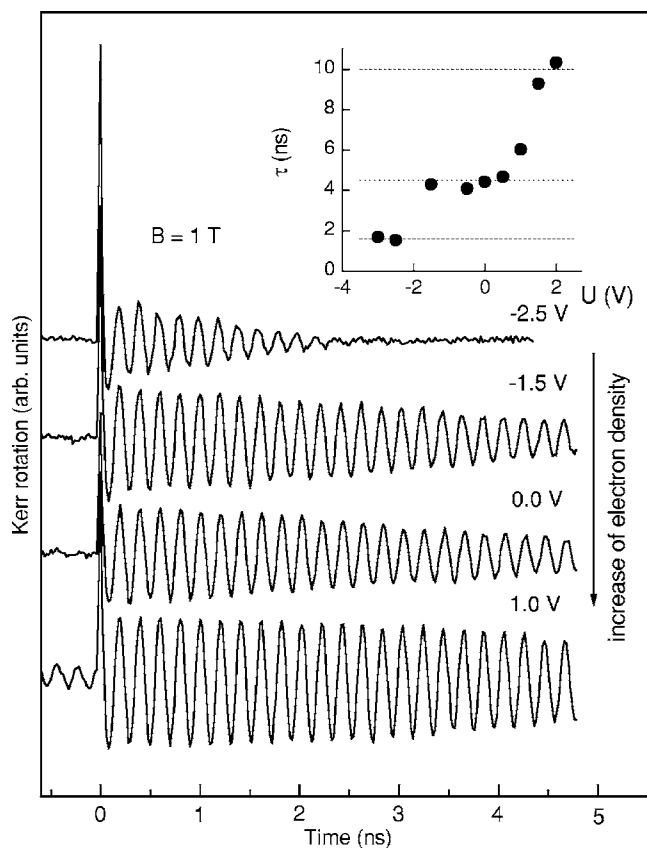 10
8
6
4
2
0
τ (ns)
-4
-2
0
2
U (V)
B = 1 T
-2.5 V
-1.5 V
0.0 V
1.0 V
Kerr rotation (arb. units)
increase of electron density
0
1
2
3
4
5
Time (ns)